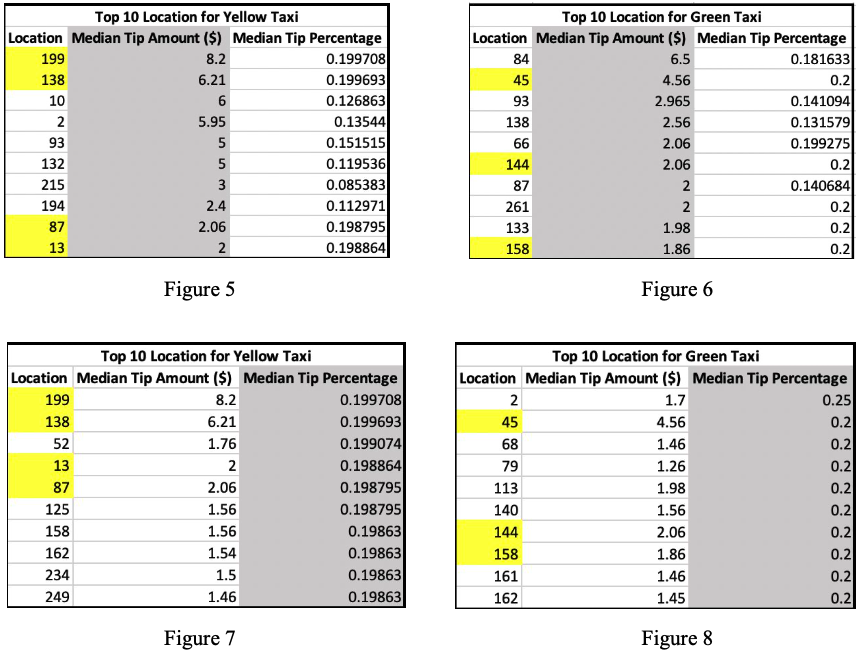 Top 10 Location for Yellow Taxi
Location Median Tip Amount ($) Median Tip Percentage
199 8.2 0.199708
138 6.21 0.199693
10 6 0.126863
2 5.95 0.13544
93 5 0.151515
132 5 0.119536
215 3 0.085383
194 2.4 0.112971
87 2.06 0.198795
13 2 0.198864
Figure 5
Top 10 Location for Green Taxi
Location Median Tip Amount ($) Median Tip Percentage
84 6.5 0.181633
45 4.56 0.2
93 2.965 0.141094
138 2.56 0.131579
66 2.06 0.199275
144 2.06 0.2
87 2 0.140684
261 2 0.2
133 1.98 0.2
158 1.86 0.2
Figure 6
Top 10 Location for Yellow Taxi
Location Median Tip Amount ($) Median Tip Percentage
199 8.2 0.199708
138 6.21 0.199693
52 1.76 0.199074
13 2 0.198864
87 2.06 0.198795
125 1.56 0.198795
158 1.56 0.19863
162 1.54 0.19863
234 1.5 0.19863
249 1.46 0.19863
Figure 7
Top 10 Location for Green Taxi
Location Median Tip Amount ($) Median Tip Percentage
2 1.7 0.25
45 4.56 0.2
68 1.46 0.2
79 1.26 0.2
113 1.98 0.2
140 1.56 0.2
144 2.06 0.2
158 1.86 0.2
161 1.46 0.2
162 1.45 0.2
Figure 8